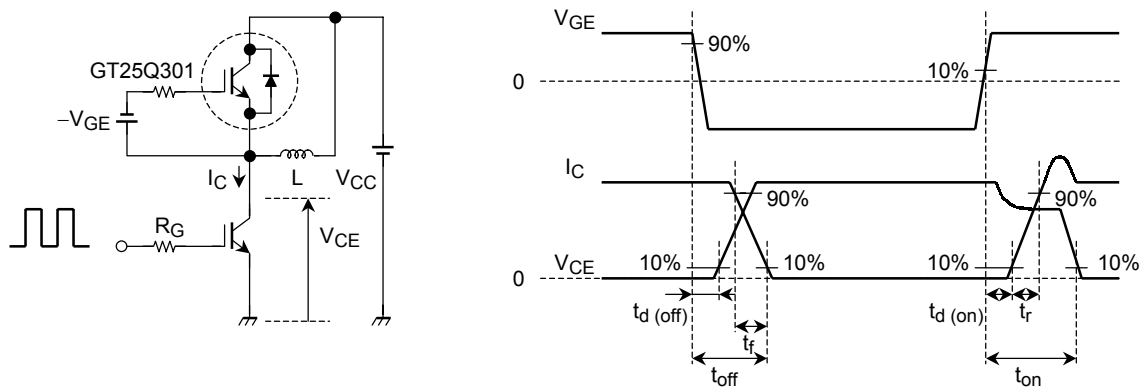 GT25Q301
−VGE
IC
L
VCC
RG
VCE
VGE
90%
0
10%
IC
90%
90%
VCE
10%
10%
10%
10%
0
td (off)
td (on)
tr
tf
toff
ton